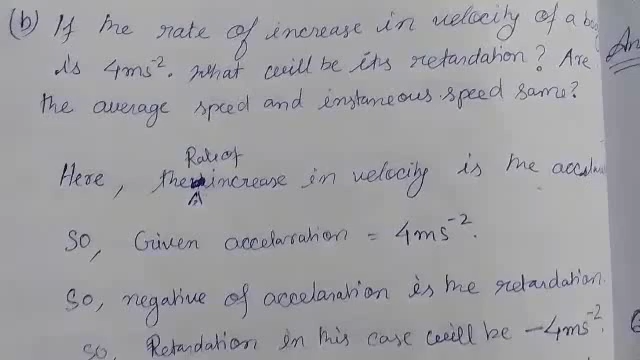 (b) If the rate of increase in velocity of a
is 4ms⁻². What will be its retardation? Are
the average speed and instaneous speed same?
Rate of
Here, the increase in velocity is the
So, Given accelaration = 4ms⁻².
So, negative of accelaration is the retardation.
So, Retardation in this case will be -4ms⁻².